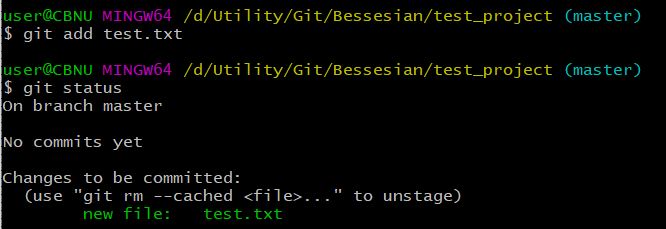 user@CBNU MINGW64 /d/Utility/Git/Bessesian/test_project (master)
$ git add test.txt
user@CBNU MINGW64 /d/Utility/Git/Bessesian/test_project (master)
$ git status
On branch master
No commits yet
Changes to be committed:
(use "git rm --cached <file>..." to unstage)
new file:   test.txt